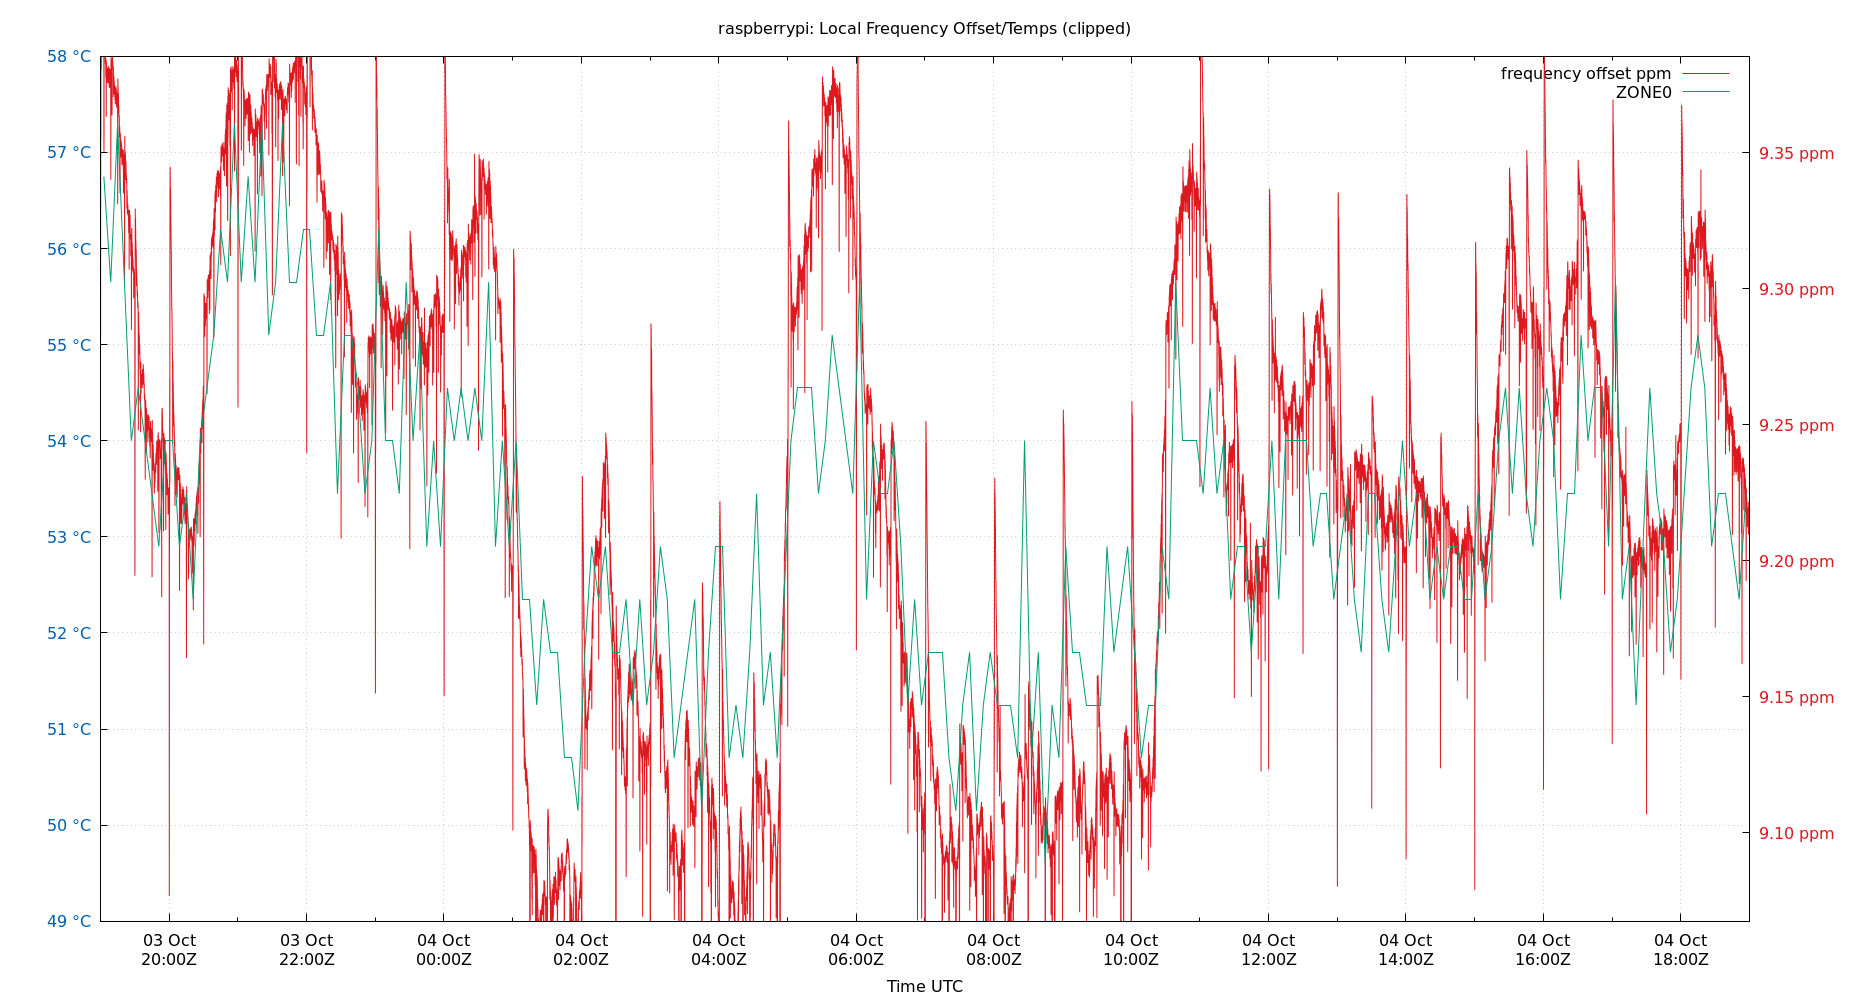 raspberrypi: Local Frequency Offset/Temps (clipped)
58 °C
57 °C
56 °C
55 °C
54 °C
53 °C
52 °C
51 °C
50 °C
49 °C
frequency offset ppm
ZONE0
9.35 ppm
9.30 ppm
9.25 ppm
9.20 ppm
9.15 ppm
9.10 ppm
03 Oct
20:00Z
03 Oct
22:00Z
04 Oct
00:00Z
04 Oct
02:00Z
04 Oct
04:00Z
04 Oct
06:00Z
04 Oct
08:00Z
04 Oct
10:00Z
04 Oct
12:00Z
04 Oct
14:00Z
04 Oct
16:00Z
04 Oct
18:00Z
Time UTC